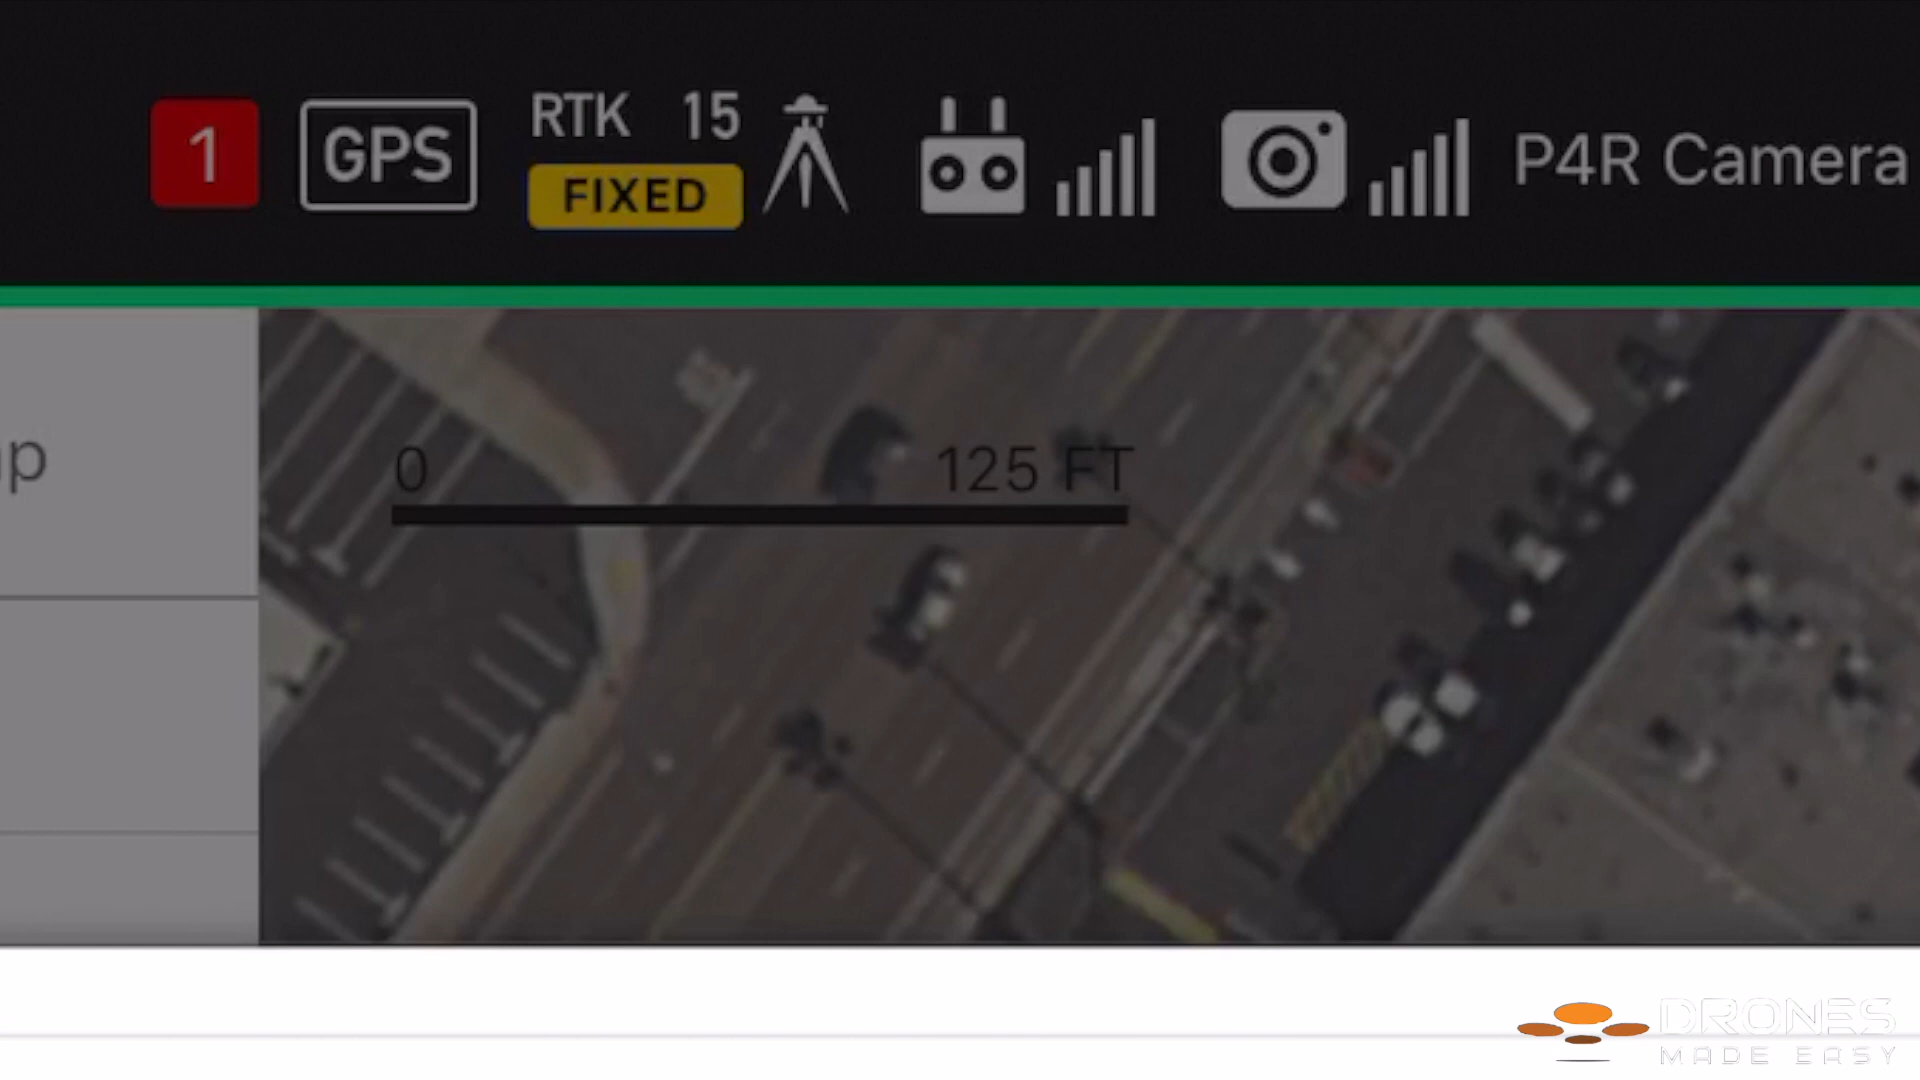 1
GPS
RTK 15
FIXED
P4R Camera
0 125 FT
DRONES
MADE EASY